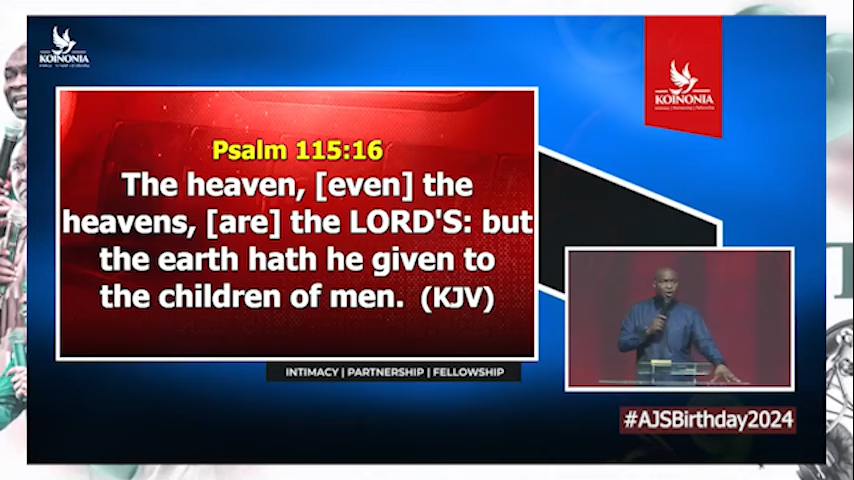 KOINONIA
KOINONIA
Psalm 115:16
The heaven, [even] the
heavens, [are] the LORD'S: but
the earth hath he given to
the children of men. (KJV)
INTIMACY | PARTNERSHIP | FELLOWSHIP
#AJSBirthday2024